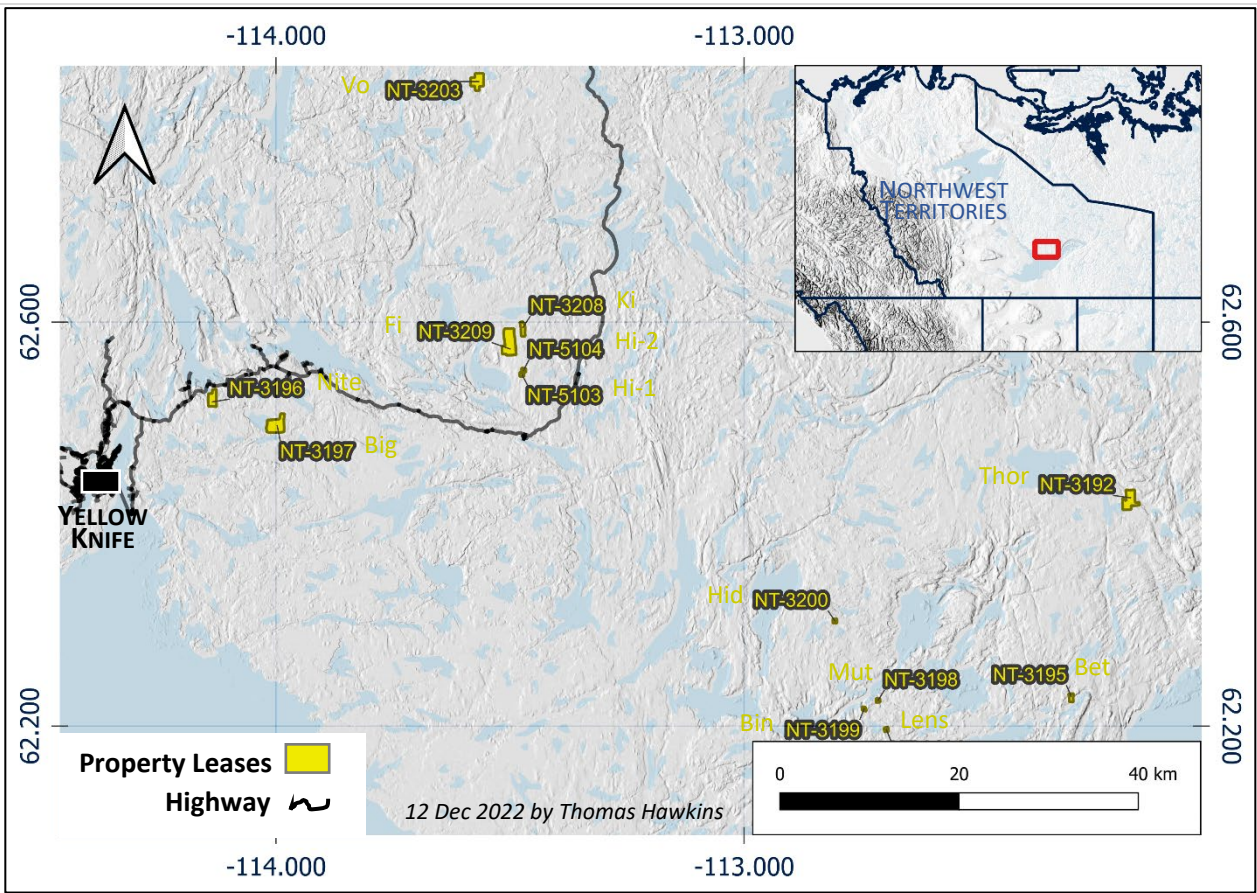 -114.000
-113.000
Vo
NT-3203
NORTHWEST
TERRITORIES
62.600
62.600
NT-3208
Ki
Fi
NT-3209
Hi-2
NT-5104
NT-5103
Hi-1
NT-3196
Nite
NT-3197
Big
YELLOW
KNIFE
Thor
NT-3192
Hid
NT-3200
Mut
NT-3198
NT-3195
Bet
Bin
NT-3199
Lens
62.200
62.200
Property Leases
Highway
12 Dec 2022 by Thomas Hawkins
0
20
40 km
-114.000
-113.000